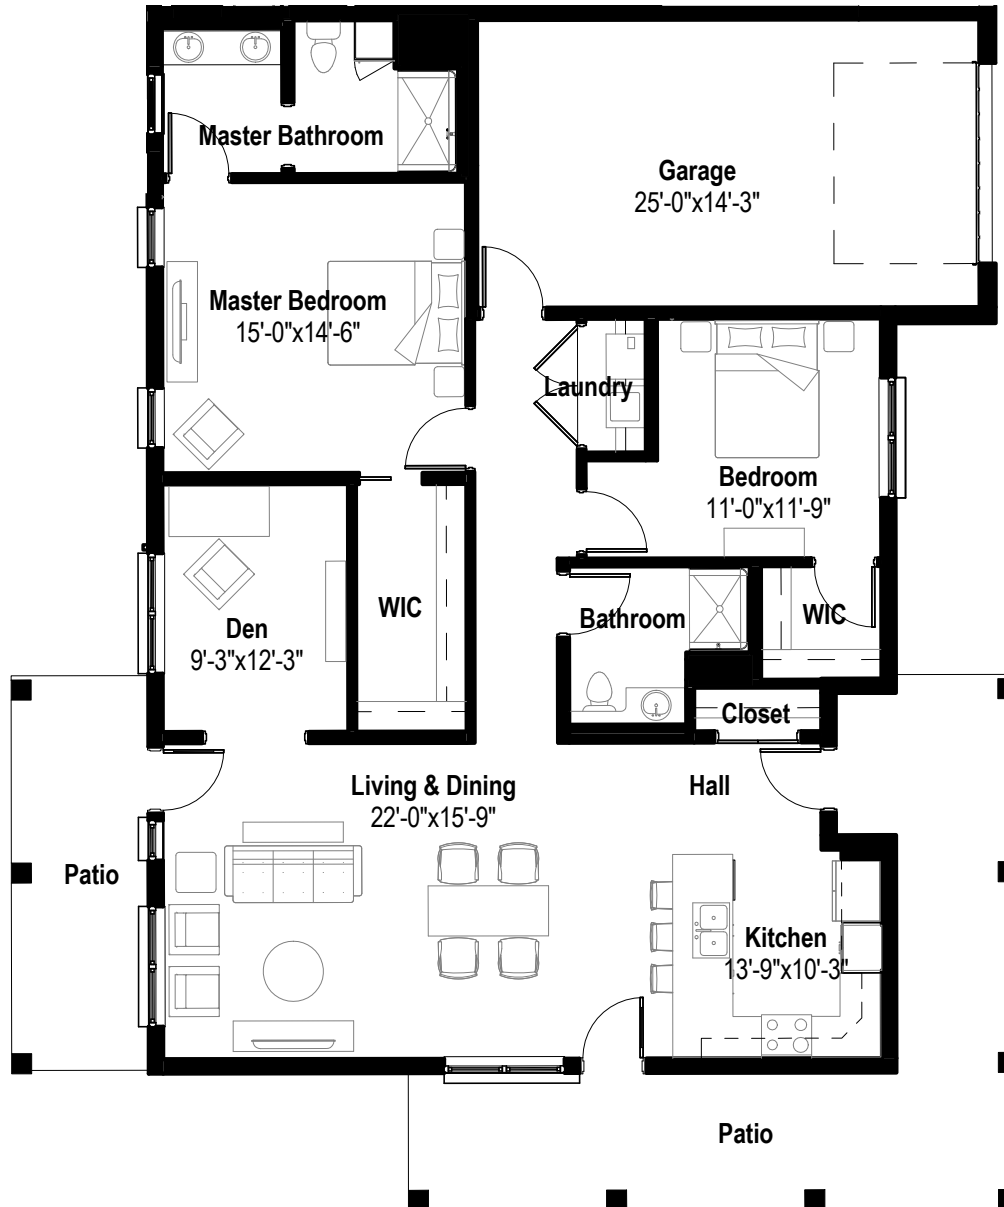 Master Bathroom
Garage
25'-0"x14'-3"
Master Bedroom
15'-0"x14'-6"
Laundry
Bedroom
11'-0"x11'-9"
WIC
Bathroom
WIC
Den
9'-3"x12'-3"
Closet
Living & Dining
22'-0"x15'-9"
Hall
Patio
Kitchen
13'-9"x10'-3"
Patio